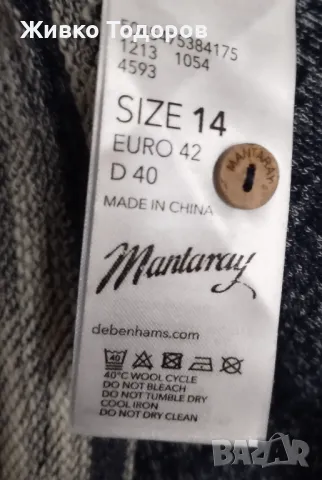 Живко Тодоров
75384175
1213 1054
4593
SIZE 14
EURO 42
D 40
MANTARAY
MADE IN CHINA
Mantaray
debenhams.com
40
40°C WOOL CYCLE
DO NOT BLEACH
DO NOT TUMBLE DRY
COOL IRON
DO NOT DRY CLEAN
BAZAR